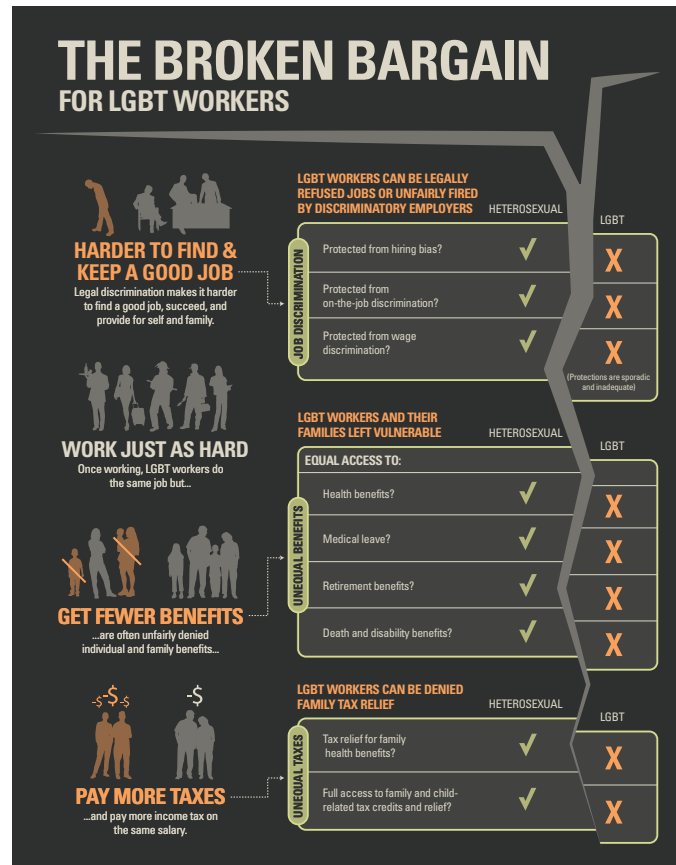 THE BROKEN BARGAIN
FOR LGBT WORKERS
HARDER TO FIND &
KEEP A GOOD JOB
Legal discrimination makes it harder
to find a good job, succeed, and
provide for self and family.
LGBT WORKERS CAN BE LEGALLY
REFUSED JOBS OR UNFAIRLY FIRED
BY DISCRIMINATORY EMPLOYERS
HETEROSEXUAL
LGBT
JOB DISCRIMINATION
Protected from hiring bias?
X
Protected from
on-the-job discrimination?
X
Protected from wage
discrimination?
X
(Protections are sporadic
and inadequate)
WORK JUST AS HARD
Once working, LGBT workers do
the same job but...
LGBT WORKERS AND THEIR
FAMILIES LEFT VULNERABLE
HETEROSEXUAL
LGBT
UNEQUAL BENEFITS
EQUAL ACCESS TO:
Health benefits?
X
Medical leave?
X
Retirement benefits?
X
Death and disability benefits?
X
GET FEWER BENEFITS
...are often unfairly denied
individual and family benefits...
LGBT WORKERS CAN BE DENIED
FAMILY TAX RELIEF
HETEROSEXUAL
LGBT
UNEQUAL TAXES
Tax relief for family
health benefits?
X
Full access to family and child-
related tax credits and relief?
X
-$-$-$
-$
PAY MORE TAXES
...and pay more income tax on
the same salary.